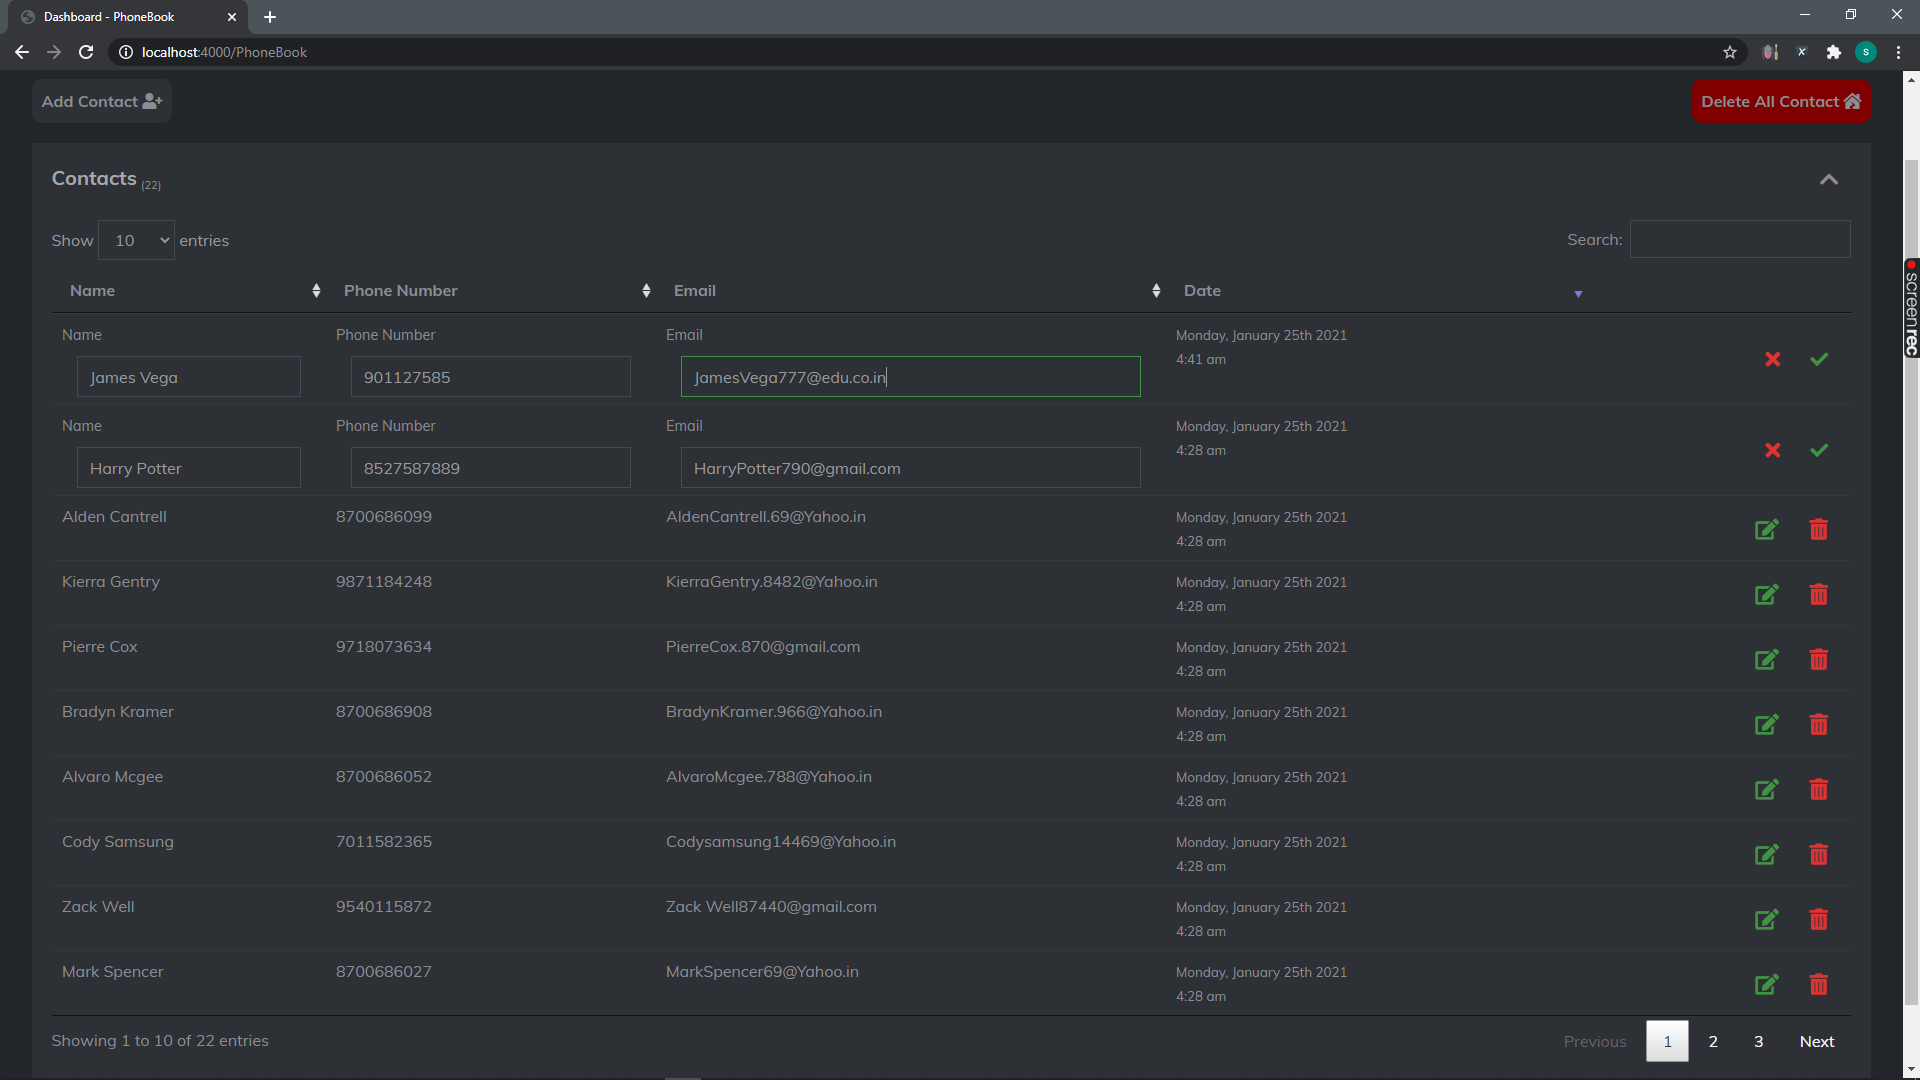 Dashboard - PhoneBook
localhost:4000/PhoneBook
S
Add Contact
Delete All Contact
Contacts (22)
Show 10 entries
Search:
Name Phone Number Email Date
Name Phone Number Email Monday, January 25th 2021
James Vega 901127585 JamesVega777@edu.co.in 4:41 am
Name Phone Number Email Monday, January 25th 2021
Harry Potter 8527587889 HarryPotter790@gmail.com 4:28 am
Alden Cantrell 8700686099 AldenCantrell.69@Yahoo.in Monday, January 25th 2021
4:28 am
Kierra Gentry 9871184248 KierraGentry.8482@Yahoo.in Monday, January 25th 2021
4:28 am
Pierre Cox 9718073634 PierreCox.870@gmail.com Monday, January 25th 2021
4:28 am
Bradyn Kramer 8700686908 BradynKramer.966@Yahoo.in Monday, January 25th 2021
4:28 am
Alvaro Mcgee 8700686052 AlvaroMcgee.788@Yahoo.in Monday, January 25th 2021
4:28 am
Cody Samsung 7011582365 Codysamsung14469@Yahoo.in Monday, January 25th 2021
4:28 am
Zack Well 9540115872 Zack Well87440@gmail.com Monday, January 25th 2021
4:28 am
Mark Spencer 8700686027 MarkSpencer69@Yahoo.in Monday, January 25th 2021
4:28 am
Showing 1 to 10 of 22 entries
Previous 1 2 3 Next
screenrec